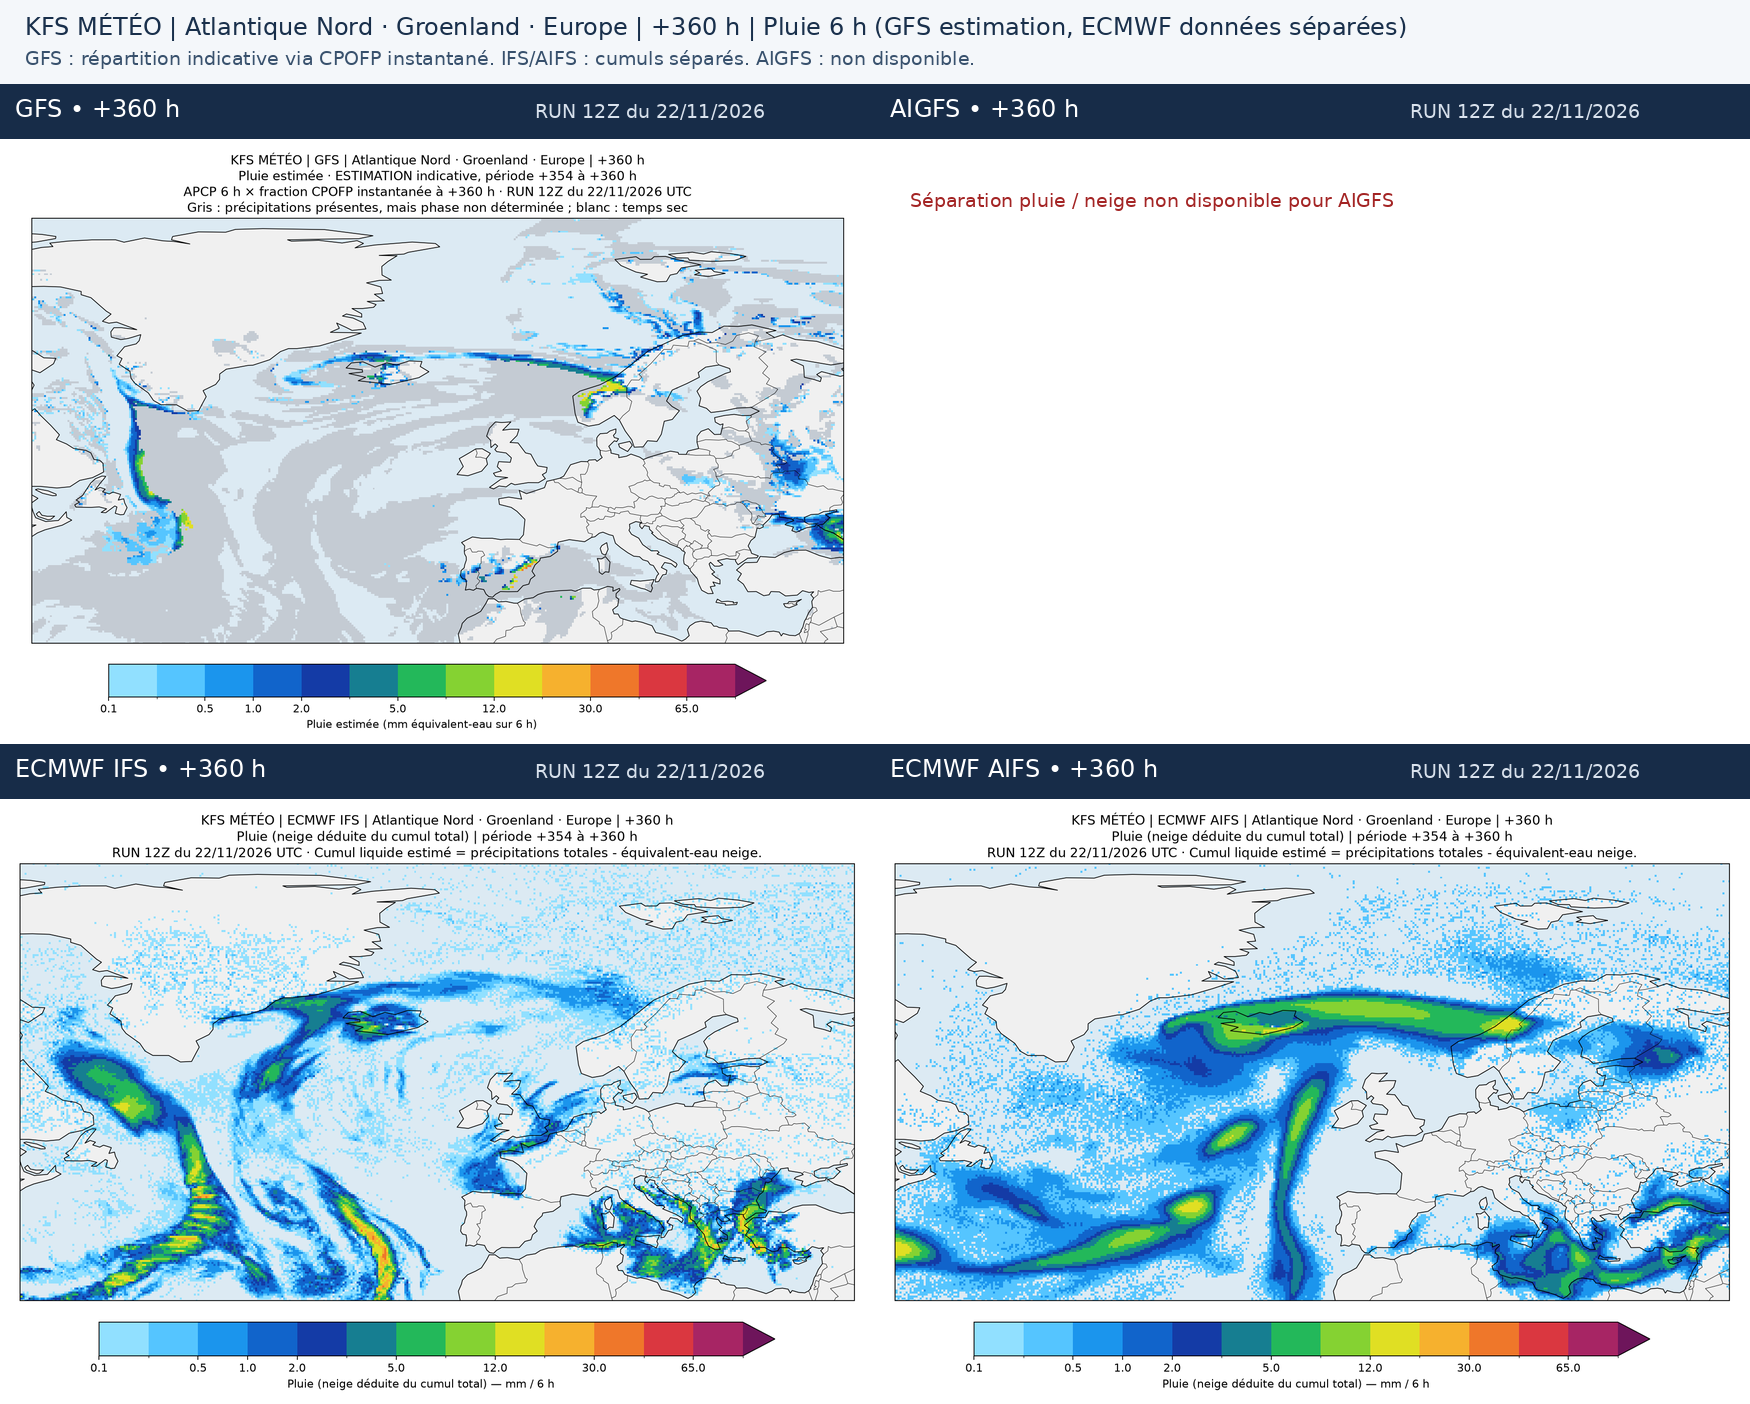 KFS MÉTÉO | Atlantique Nord · Groenland · Europe | +360 h | Pluie 6 h (GFS estimation, ECMWF données séparées)
GFS : répartition indicative via CPOFP instantané. IFS/AIFS : cumuls séparés. AIGFS : non disponible.
GFS • +360 h
RUN 12Z du 22/11/2026
AIGFS • +360 h
RUN 12Z du 22/11/2026
KFS MÉTÉO | GFS | Atlantique Nord · Groenland · Europe | +360 h
Pluie estimée · ESTIMATION indicative, période +354 à +360 h
APCP 6 h × fraction CPOFP instantanée à +360 h · RUN 12Z du 22/11/2026 UTC
Gris : précipitations présentes, mais phase non déterminée ; blanc : temps sec
Séparation pluie / neige non disponible pour AIGFS
0.1 0.5 1.0 2.0 5.0 12.0 30.0 65.0
Pluie estimée (mm équivalent-eau sur 6 h)
ECMWF IFS • +360 h
RUN 12Z du 22/11/2026
ECMWF AIFS • +360 h
RUN 12Z du 22/11/2026
KFS MÉTÉO | ECMWF IFS | Atlantique Nord · Groenland · Europe | +360 h
Pluie (neige déduite du cumul total) | période +354 à +360 h
RUN 12Z du 22/11/2026 UTC · Cumul liquide estimé = précipitations totales - équivalent-eau neige.
KFS MÉTÉO | ECMWF AIFS | Atlantique Nord · Groenland · Europe | +360 h
Pluie (neige déduite du cumul total) | période +354 à +360 h
RUN 12Z du 22/11/2026 UTC · Cumul liquide estimé = précipitations totales - équivalent-eau neige.
0.1 0.5 1.0 2.0 5.0 12.0 30.0 65.0
Pluie (neige déduite du cumul total) — mm / 6 h
0.1 0.5 1.0 2.0 5.0 12.0 30.0 65.0
Pluie (neige déduite du cumul total) — mm / 6 h